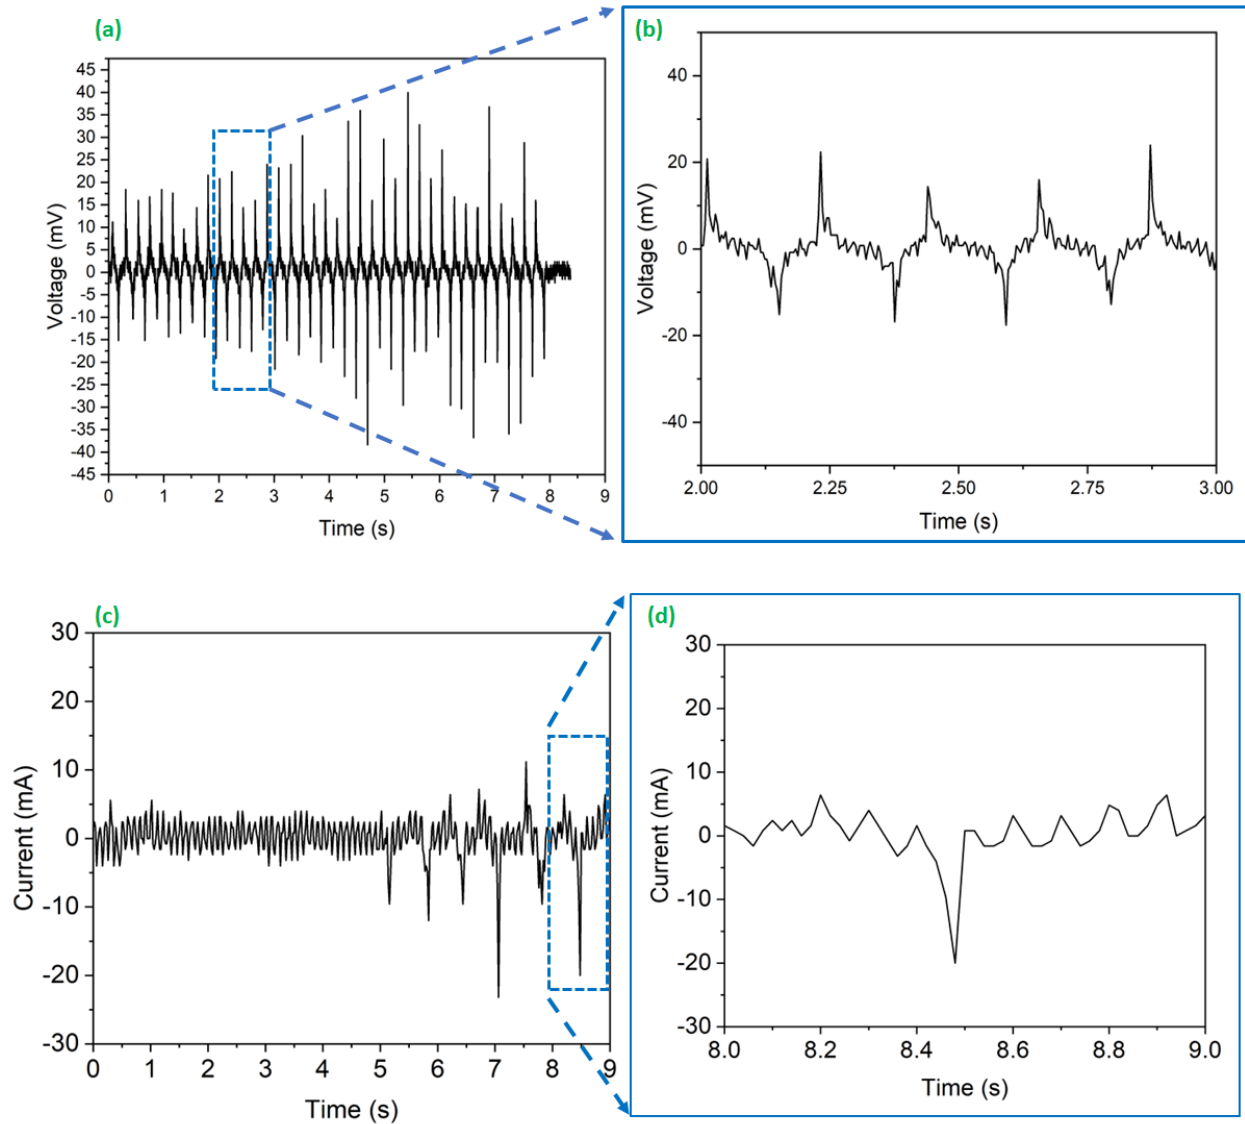 (a)
45
40
35
30
25
20
15
10
5
0
-5
-10
-15
-20
-25
-30
-35
-40
-45
Voltage (mV)
0 1 2 3 4 5 6 7 8 9
Time (s)
(b)
40
20
0
-20
-40
Voltage (mV)
2.00 2.25 2.50 2.75 3.00
Time (s)
(c)
30
20
10
0
-10
-20
-30
Current (mA)
0 1 2 3 4 5 6 7 8 9
Time (s)
(d)
30
20
10
0
-10
-20
-30
Current (mA)
8.0 8.2 8.4 8.6 8.8 9.0
Time (s)